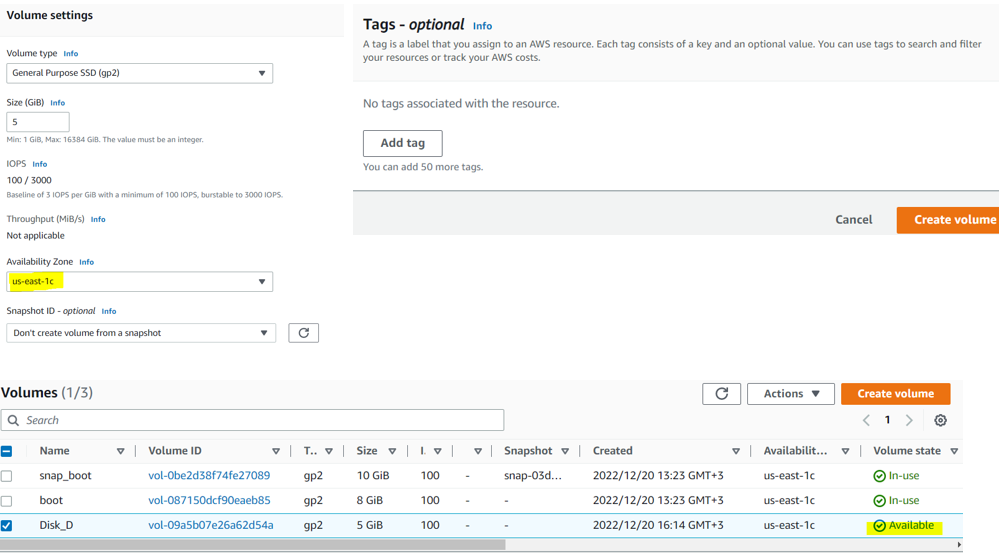 Volume settings
Volume type Info
General Purpose SSD (gp2)
Size (GiB) Info
5
Min: 1 GiB, Max: 16384 GiB. The value must be an integer.
IOPS Info
100 / 3000
Baseline of 3 IOPS per GiB with a minimum of 100 IOPS, burstable to 3000 IOPS.
Throughput (MiB/s) Info
Not applicable
Availability Zone Info
us-east-1c
Snapshot ID - optional Info
Don't create volume from a snapshot
Tags - optional Info
A tag is a label that you assign to an AWS resource. Each tag consists of a key and an optional value. You can use tags to search and filter
your resources or track your AWS costs.
No tags associated with the resource.
Add tag
You can add 50 more tags.
Cancel Create volume
Volumes (1/3)
Actions Create volume
Search
1
Name Volume ID T.. Size I. Snapshot Created Availabilit... Volume state
snap_boot vol-0be2d38f74fe27089 gp2 10 GiB 100 - snap-03d... 2022/12/20 13:23 GMT+3 us-east-1c In-use
boot vol-087150dcf90eaeb85 gp2 8 GiB 100 - - 2022/12/20 13:23 GMT+3 us-east-1c In-use
Disk_D vol-09a5b07e26a62d54a gp2 5 GiB 100 - - 2022/12/20 16:14 GMT+3 us-east-1c Available